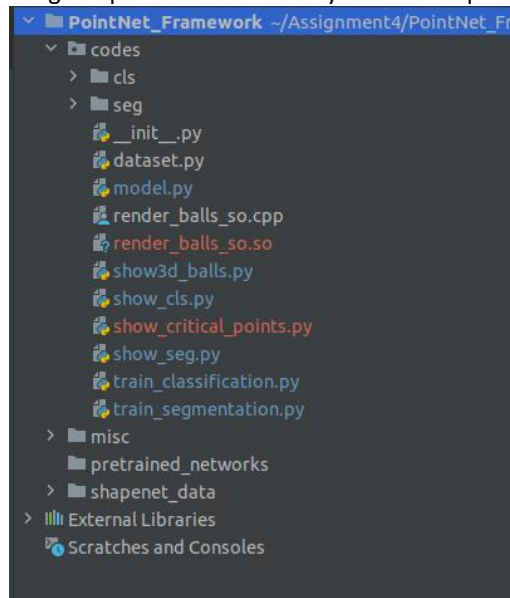 PointNet_Framework ~/Assignment4/PointNet_Fr
codes
cls
seg
__init__.py
dataset.py
model.py
render_balls_so.cpp
render_balls_so.so
show3d_balls.py
show_cls.py
show_critical_points.py
show_seg.py
train_classification.py
train_segmentation.py
misc
pretrained_networks
shapenet_data
External Libraries
Scratches and Consoles